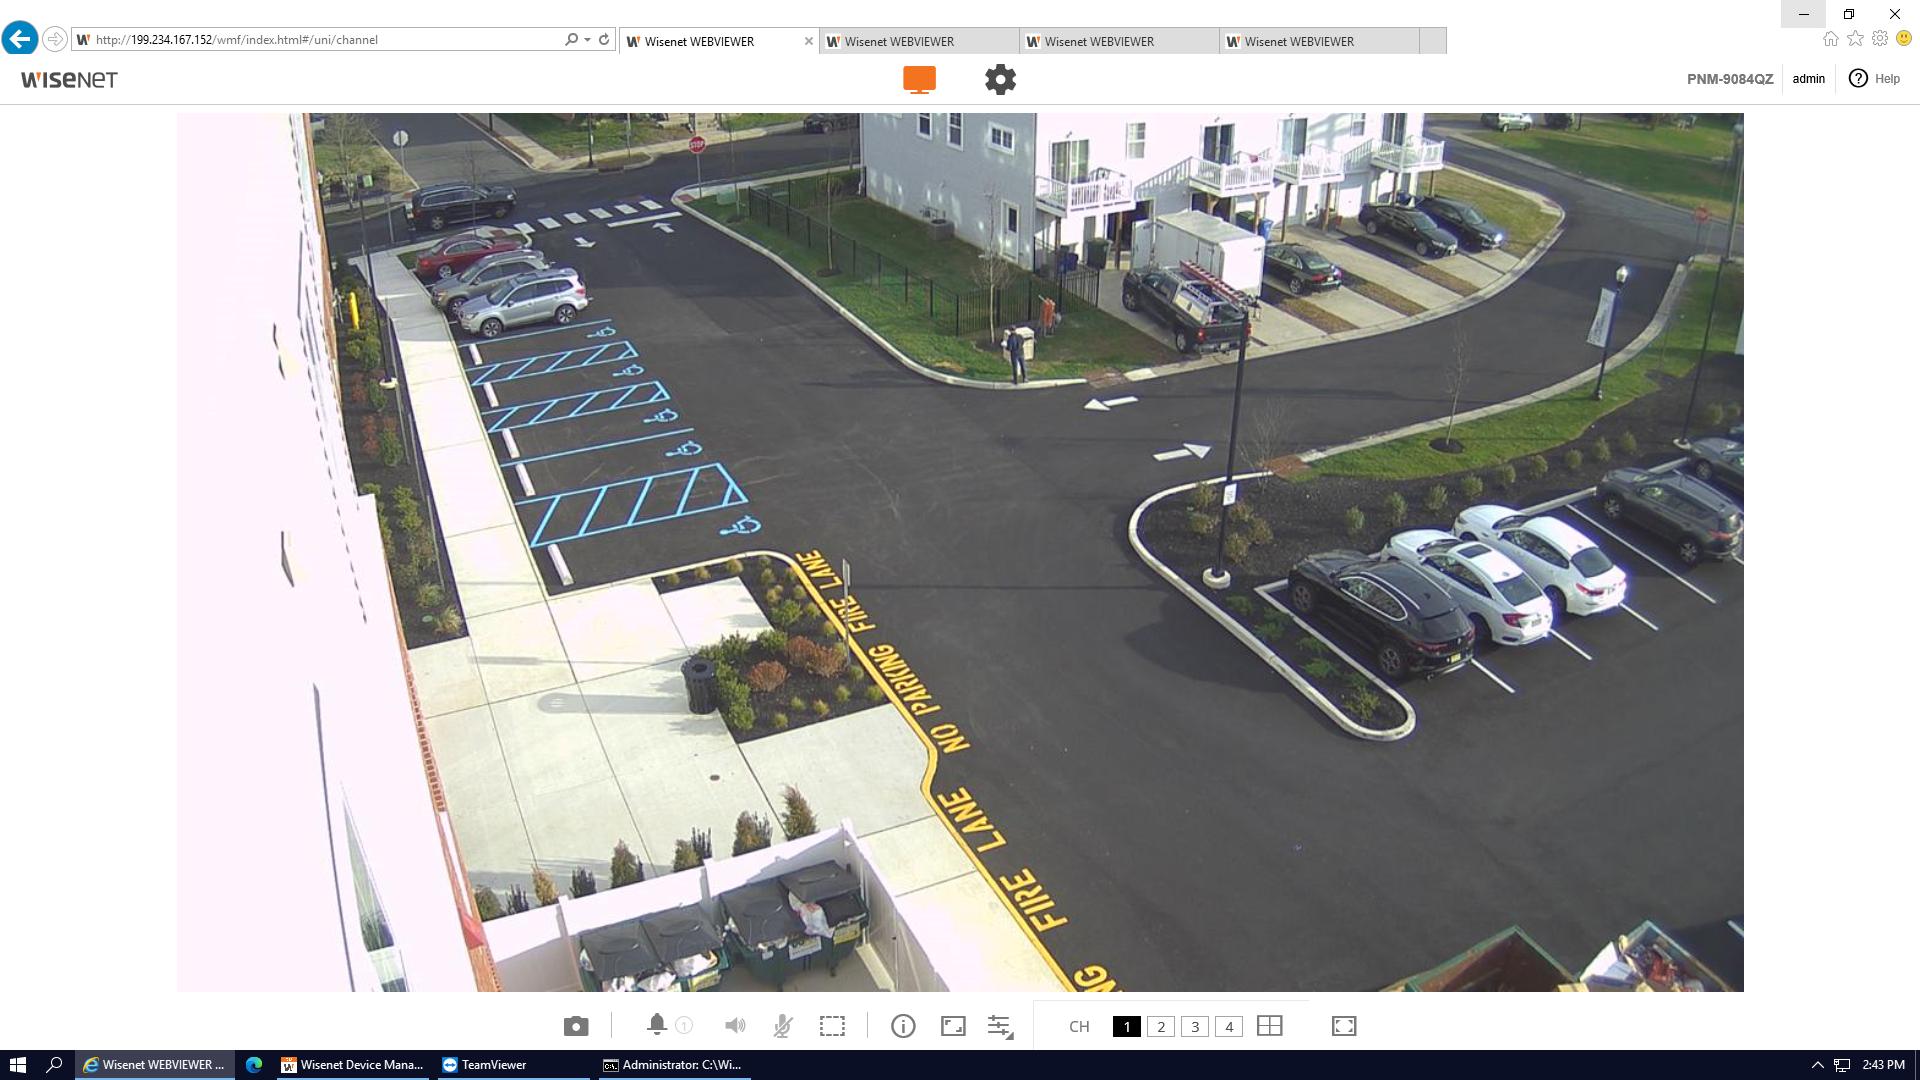 http://199.234.167.152/wmf/index.html#/uni/channel
Wisenet WEBVIEWER
Wisenet WEBVIEWER
Wisenet WEBVIEWER
Wisenet WEBVIEWER
WISENET
PNM-9084QZ
admin
? Help
STOP
FIRE LANE
NO PARKING
FIRE LANE
NG
1
CH
1
2
3
4
Wisenet WEBVIEWER ...
Wisenet Device Mana...
TeamViewer
Administrator: C:\Wi...
2:43 PM